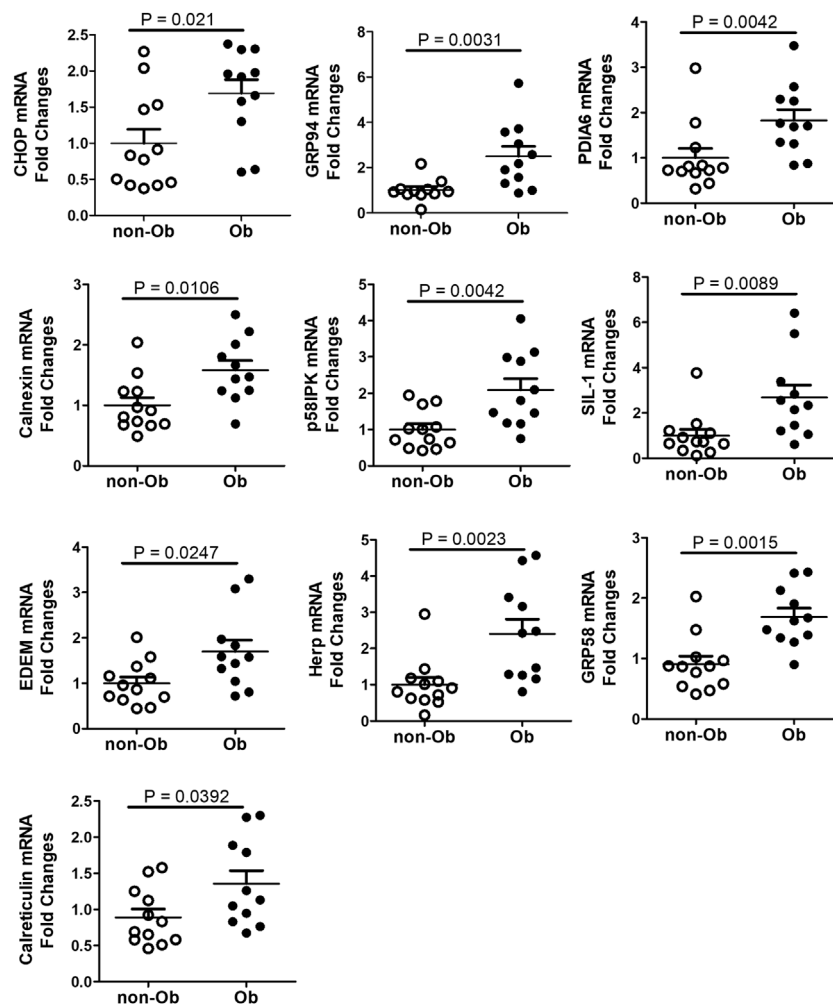 P = 0.021
CHOP mRNA
Fold Changes
2.5
2.0
1.5
1.0
0.5
0.0
non-Ob Ob
P = 0.0031
GRP94 mRNA
Fold Changes
8
6
4
2
0
non-Ob Ob
P = 0.0042
PDIA6 mRNA
Fold Changes
4
3
2
1
0
non-Ob Ob
P = 0.0106
Calnexin mRNA
Fold Changes
3
2
1
0
non-Ob Ob
P = 0.0042
p58IPK mRNA
Fold Changes
5
4
3
2
1
0
non-Ob Ob
P = 0.0089
SIL-1 mRNA
Fold Changes
8
6
4
2
0
non-Ob Ob
P = 0.0247
EDEM mRNA
Fold Changes
4
3
2
1
0
non-Ob Ob
P = 0.0023
Herp mRNA
Fold Changes
5
4
3
2
1
0
non-Ob Ob
P = 0.0015
GRP58 mRNA
Fold Changes
3
2
1
0
non-Ob Ob
P = 0.0392
Calreticulin mRNA
Fold Changes
2.5
2.0
1.5
1.0
0.5
0.0
non-Ob Ob